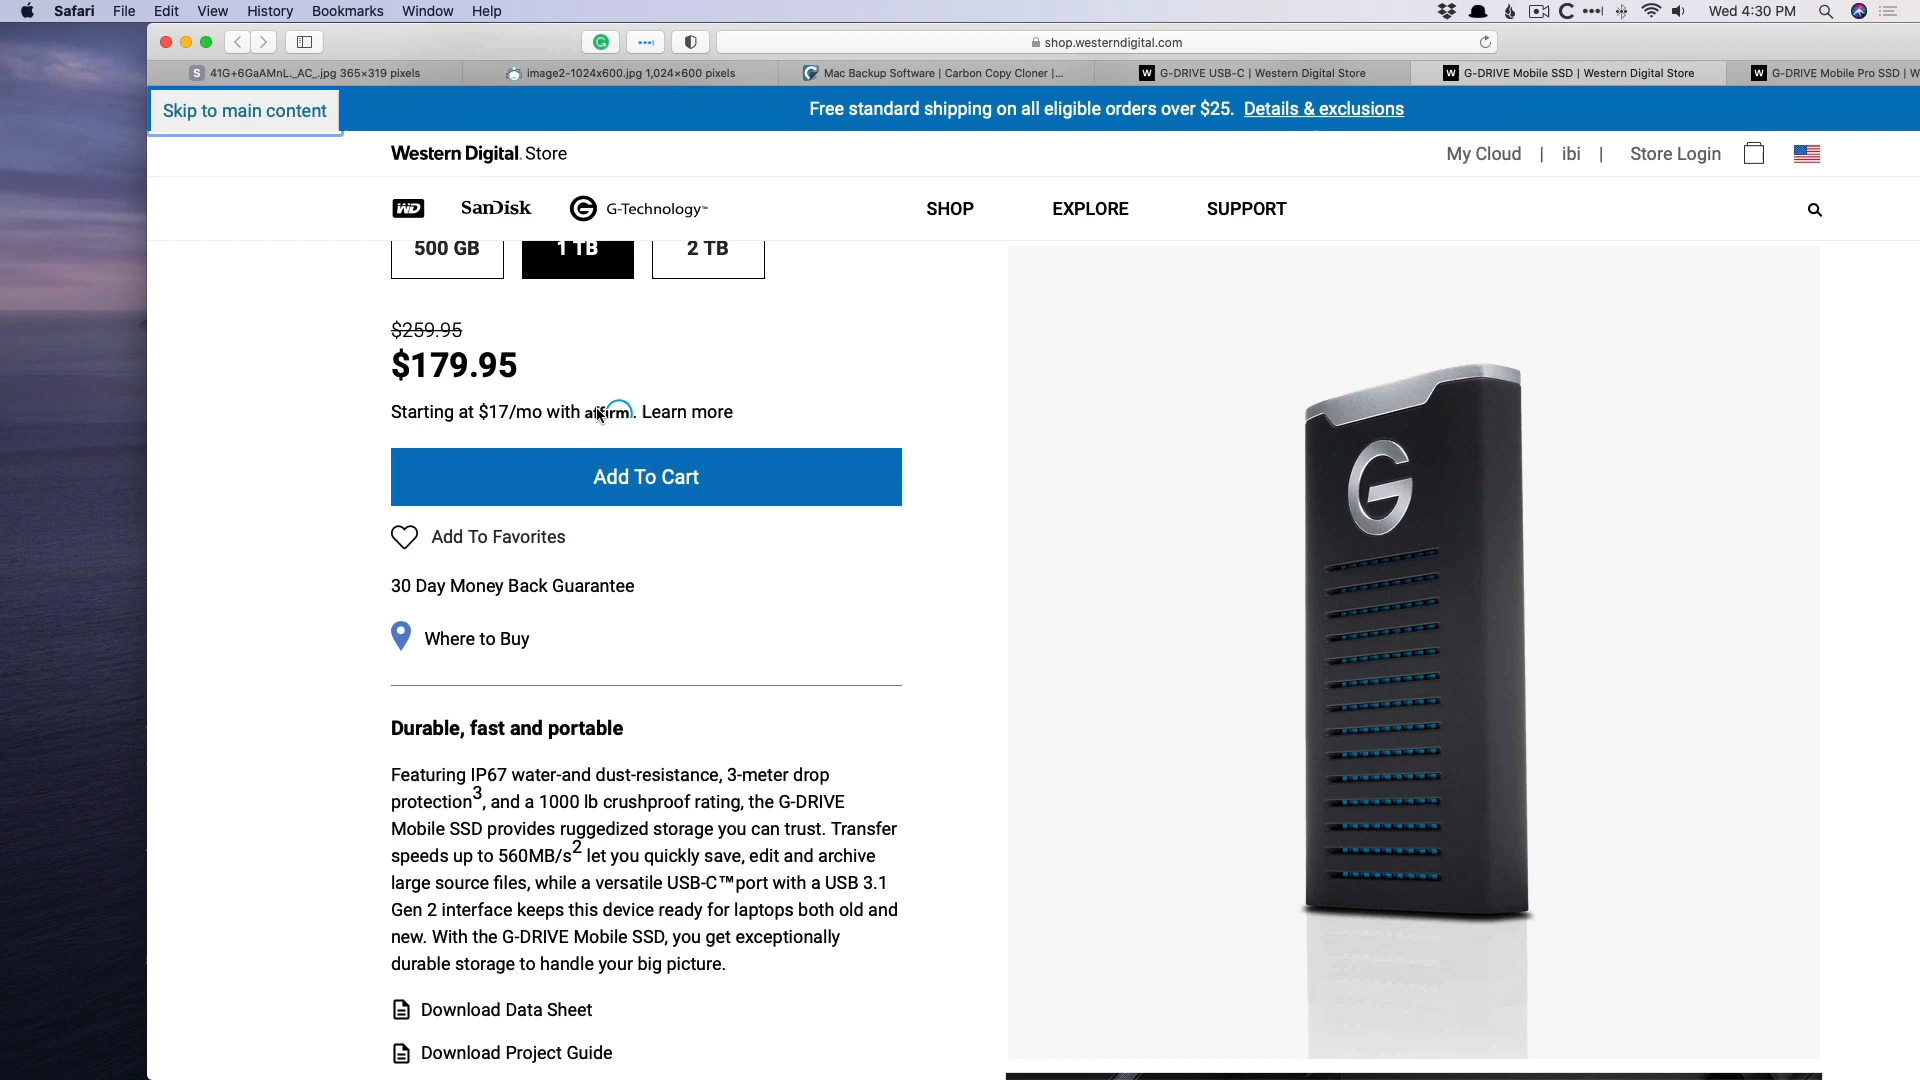 Safari File Edit View History Bookmarks Window Help
Wed 4:30 PM
shop.westerndigital.com
S 41G+6GaAMnL._AC_.jpg 365×319 pixels
image2-1024x600.jpg 1,024×600 pixels
Mac Backup Software | Carbon Copy Cloner |...
W G-DRIVE USB-C | Western Digital Store
W G-DRIVE Mobile SSD | Western Digital Store
W G-DRIVE Mobile Pro SSD | W
Skip to main content
Free standard shipping on all eligible orders over $25. Details & exclusions
Western Digital. Store
My Cloud | ibi | Store Login
WD SanDisk G-Technology™
SHOP EXPLORE SUPPORT
500 GB 1 TB 2 TB
$259.95
$179.95
Starting at $17/mo with affirm. Learn more
Add To Cart
Add To Favorites
30 Day Money Back Guarantee
Where to Buy
Durable, fast and portable
Featuring IP67 water-and dust-resistance, 3-meter drop
protection3, and a 1000 lb crushproof rating, the G-DRIVE
Mobile SSD provides ruggedized storage you can trust. Transfer
speeds up to 560MB/s2 let you quickly save, edit and archive
large source files, while a versatile USB-C™port with a USB 3.1
Gen 2 interface keeps this device ready for laptops both old and
new. With the G-DRIVE Mobile SSD, you get exceptionally
durable storage to handle your big picture.
Download Data Sheet
Download Project Guide
G